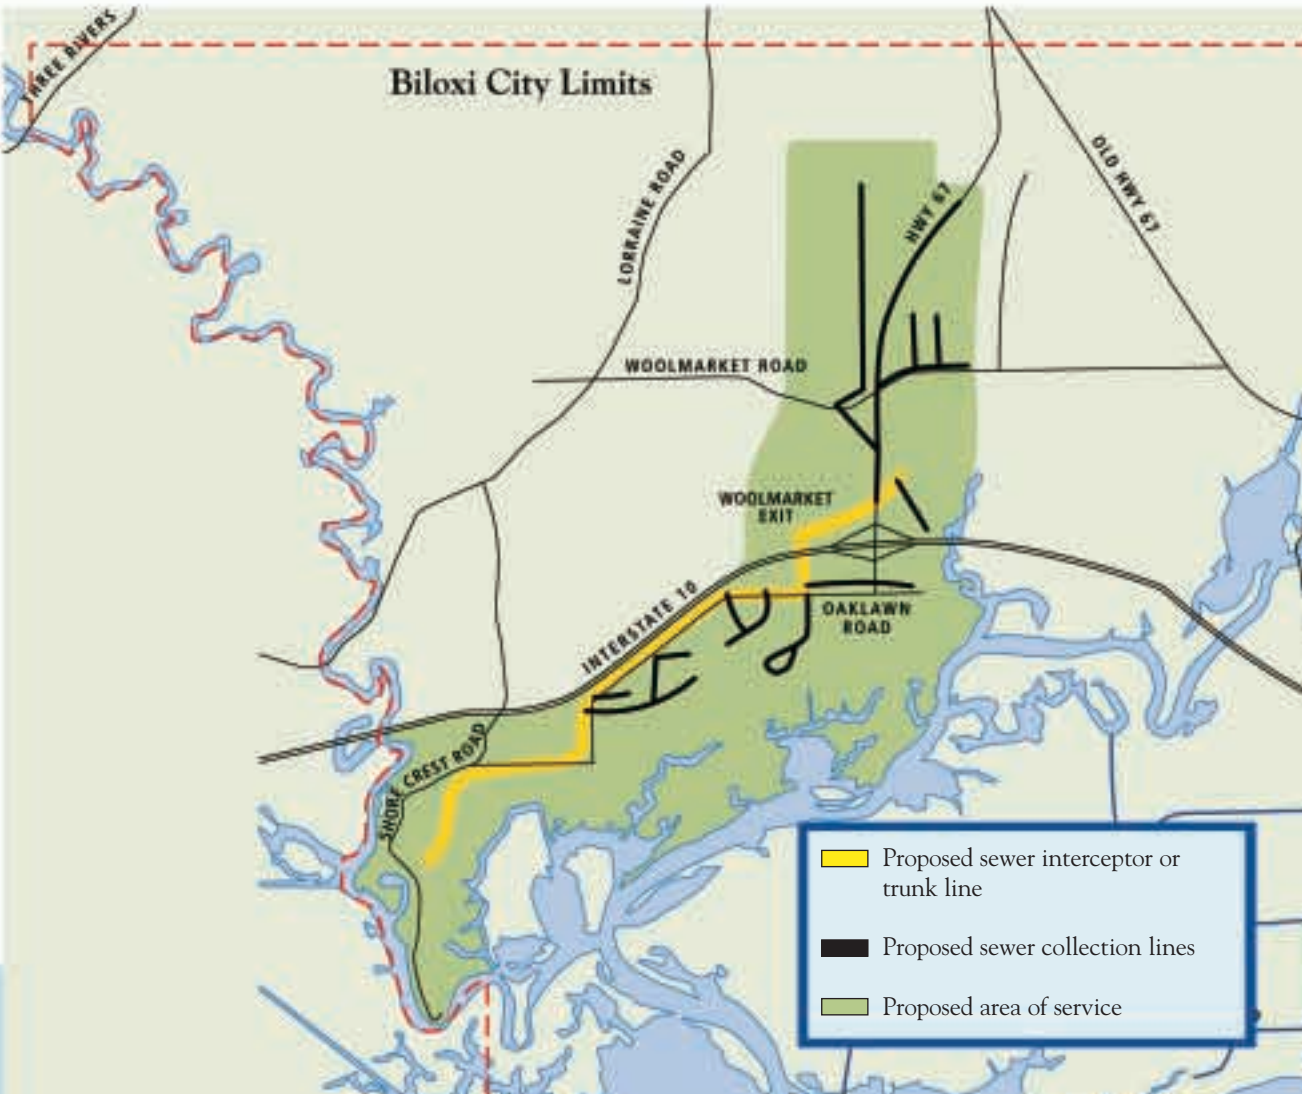 THREE RIVERS
Biloxi City Limits
LORRAINE ROAD
OLD HWY 67
HWY 67
WOOLMARKET ROAD
WOOLMARKET
EXIT
INTERSTATE 10
OAKLAWN
ROAD
SHORE CREST ROAD
Proposed sewer interceptor or
trunk line
Proposed sewer collection lines
Proposed area of service